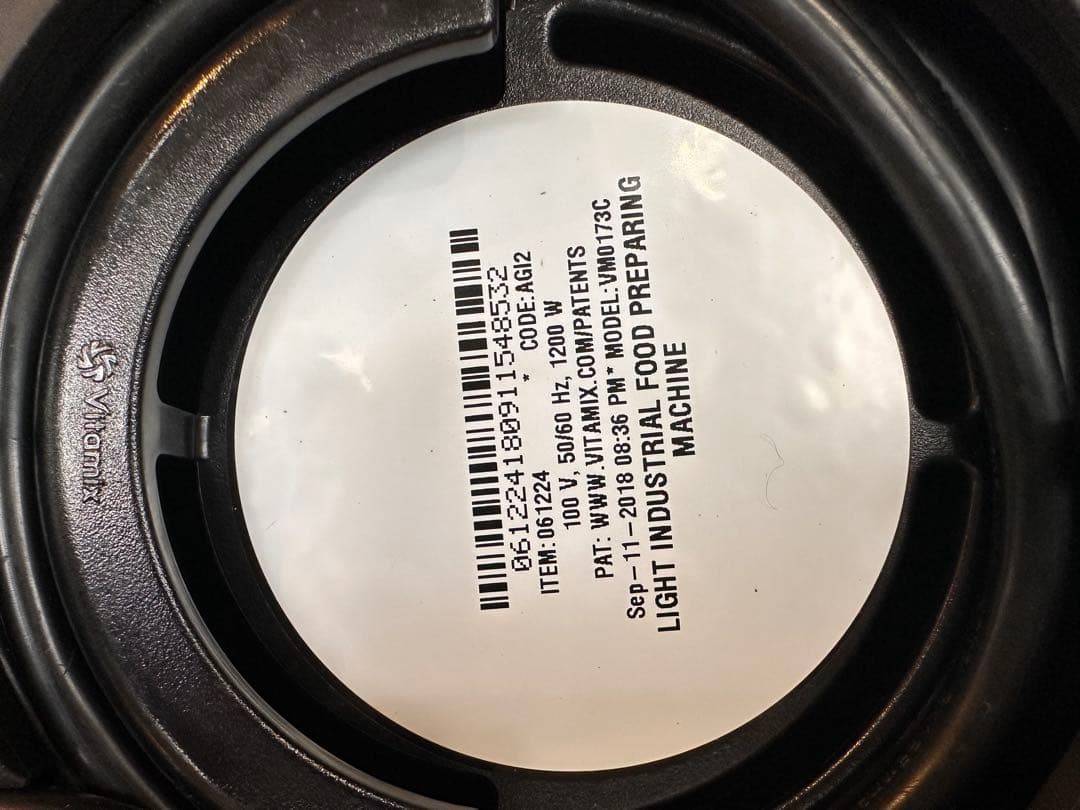 Vitamix
061224180911548532
* CODE:AGI2
ITEM:061224
100 V, 50/60 Hz, 1200 W
PAT: WWW.VITAMIX.COM/PATENTS
Sep-11-2018 08:36 PM* MODEL:VM0173C
LIGHT INDUSTRIAL FOOD PREPARING
MACHINE